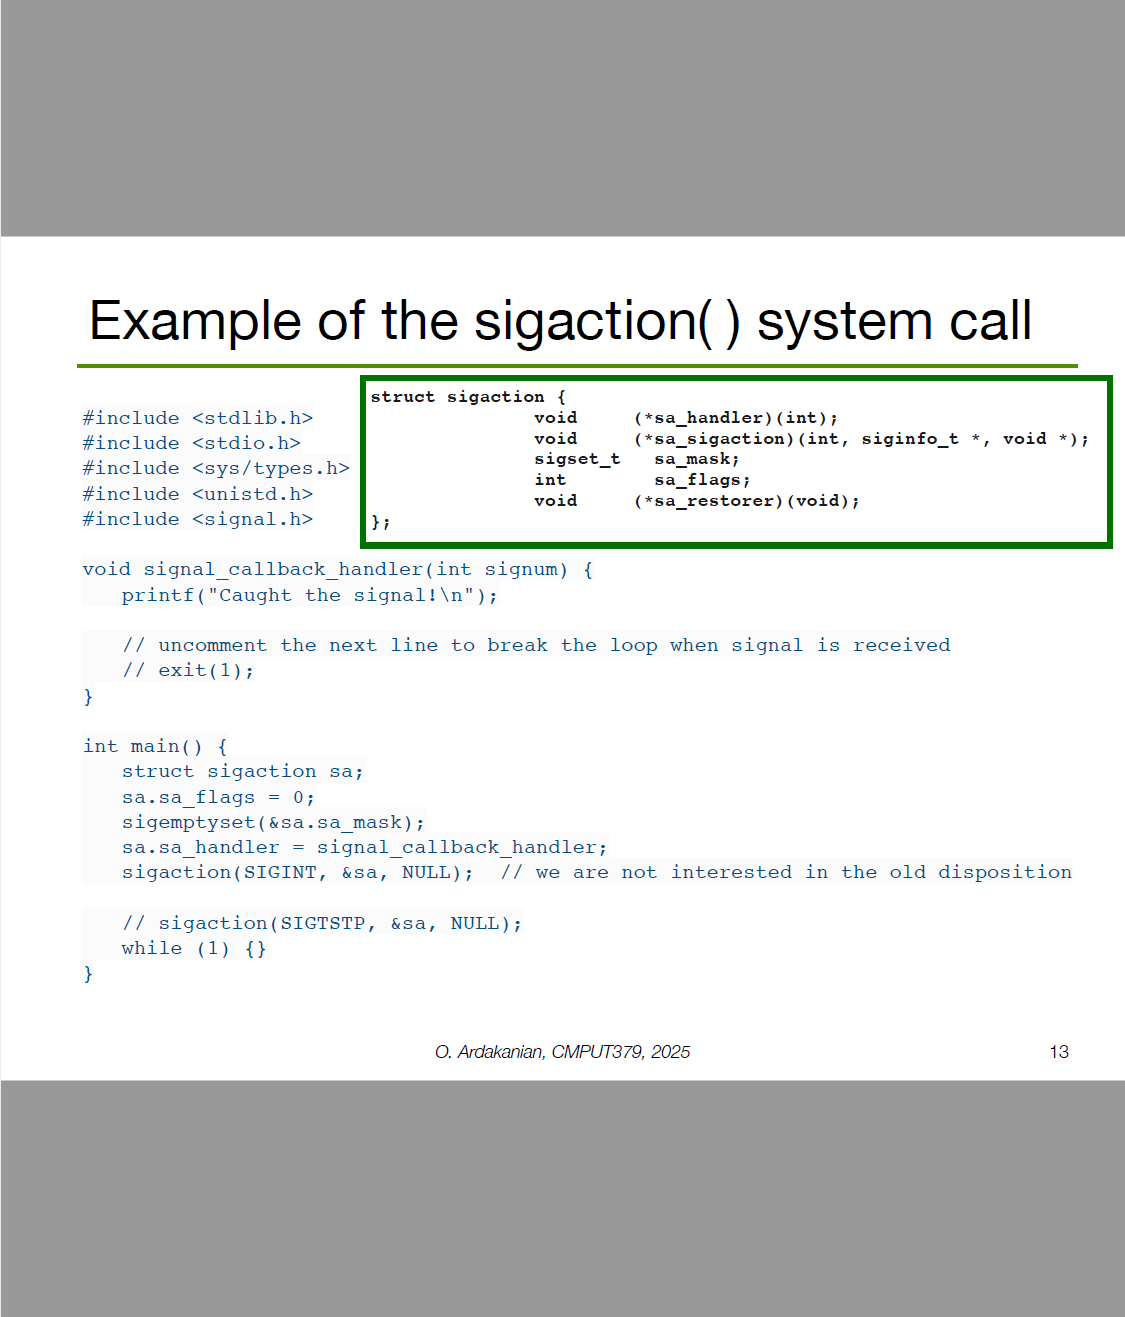 Example of the sigaction( ) system call
struct sigaction {
void (*sa_handler)(int);
void (*sa_sigaction)(int, siginfo_t *, void *);
sigset_t sa_mask;
int sa_flags;
void (*sa_restorer)(void);
};
#include <stdlib.h>
#include <stdio.h>
#include <sys/types.h>
#include <unistd.h>
#include <signal.h>
void signal_callback_handler(int signum) {
printf("Caught the signal!\n");
// uncomment the next line to break the loop when signal is received
// exit(1);
}
int main() {
struct sigaction sa;
sa.sa_flags = 0;
sigemptyset(&sa.sa_mask);
sa.sa_handler = signal_callback_handler;
sigaction(SIGINT, &sa, NULL); // we are not interested in the old disposition
// sigaction(SIGTSTP, &sa, NULL);
while (1) {}
}
O. Ardakanian, CMPUT379, 2025
13